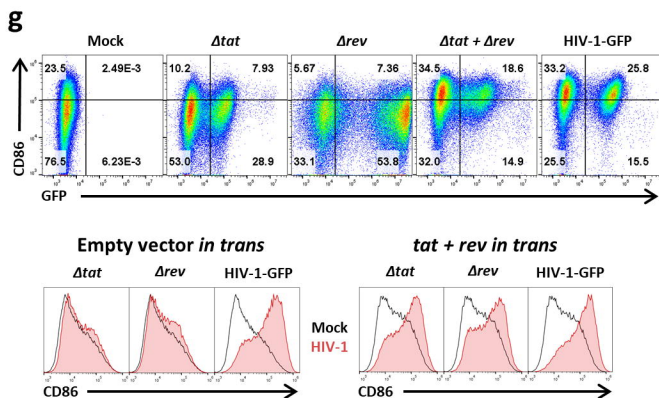 g
Mock Δtat Δrev Δtat + Δrev HIV-1-GFP
23.5 2.49E-3 10.2 7.93 5.67 7.36 34.5 18.6 33.2 25.8
76.5 6.23E-3 53.0 28.9 33.1 53.8 32.0 14.9 25.5 15.5
CD86
GFP
Empty vector in trans
Δtat Δrev HIV-1-GFP
CD86
Mock
HIV-1
tat + rev in trans
Δtat Δrev HIV-1-GFP
CD86